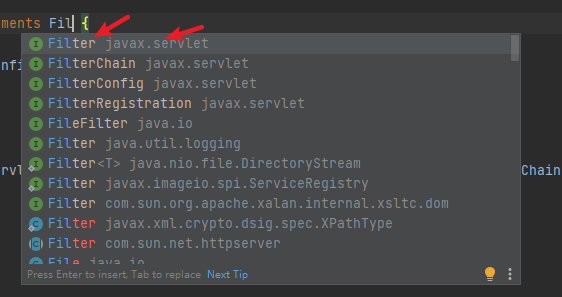 ments Fil {
Filter javax.servlet
nfi
FilterChain javax.servlet
FilterConfig javax.servlet
FilterRegistration javax.servlet
FileFilter java.io
Filter java.util.logging
Filter<T> java.nio.file.DirectoryStream
rvl
Chain
Filter javax.imageio.spi.ServiceRegistry
Filter com.sun.org.apache.xalan.internal.xsltc.dom
Filter javax.xml.crypto.dsig.spec.XPathType
Filter com.sun.net.httpserver
File java.io
Press Enter to insert, Tab to replace Next Tip